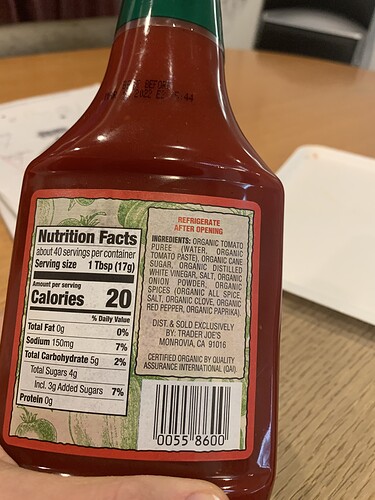 BEFORE
2022
44
Nutrition Facts
about 40 servings per container
Serving size 1 Tbsp (17g)
Amount per serving
Calories 20
% Daily Value
Total Fat 0g 0%
Sodium 150mg 7%
Total Carbohydrate 5g 2%
Total Sugars 4g
Incl. 3g Added Sugars 7%
Protein 0g
REFRIGERATE
AFTER OPENING
INGREDIENTS: ORGANIC TOMATO
PUREE (WATER, ORGANIC
TOMATO PASTE), ORGANIC CANE
SUGAR, ORGANIC DISTILLED
WHITE VINEGAR, SALT, ORGANIC
ONION POWDER, ORGANIC
SPICES (ORGANIC ALL SPICE,
SALT, ORGANIC CLOVE, ORGANIC
RED PEPPER, ORGANIC PAPRIKA).
DIST. & SOLD EXCLUSIVELY
BY: TRADER JOE'S
MONROVIA, CA 91016
CERTIFIED ORGANIC BY QUALITY
ASSURANCE INTERNATIONAL (QAI).
0055 8600